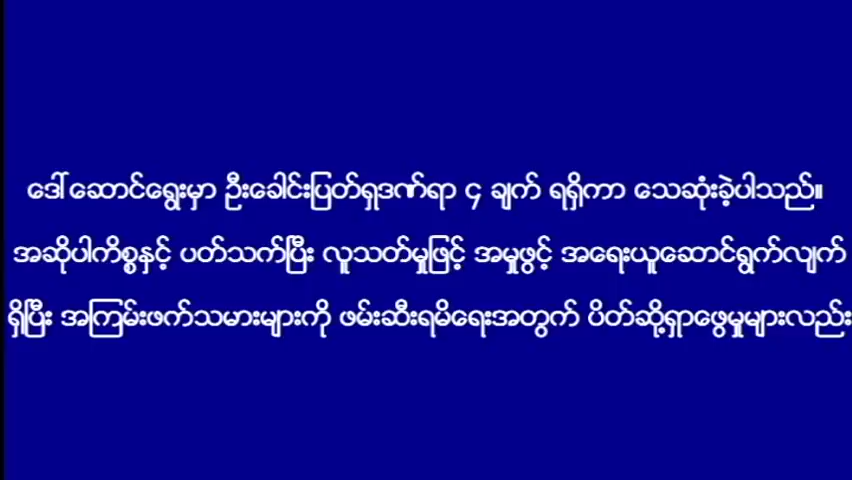 ဒေါ်ဆောင်ရွေးမှာ ဦးခေါင်းပြတ်ရှဒဏ်ရာ ၄ ချက် ရရှိကာ သေဆုံးခဲ့ပါသည်။
အဆိုပါကိစ္စနှင့် ပတ်သက်ပြီး လူသတ်မှုဖြင့် အမှုဖွင့် အရေးယူဆောင်ရွက်လျက်
ရှိပြီး အကြမ်းဖက်သမားများကို ဖမ်းဆီးရမိရေးအတွက် ပိတ်ဆို့ရှာဖွေမှုများလည်း